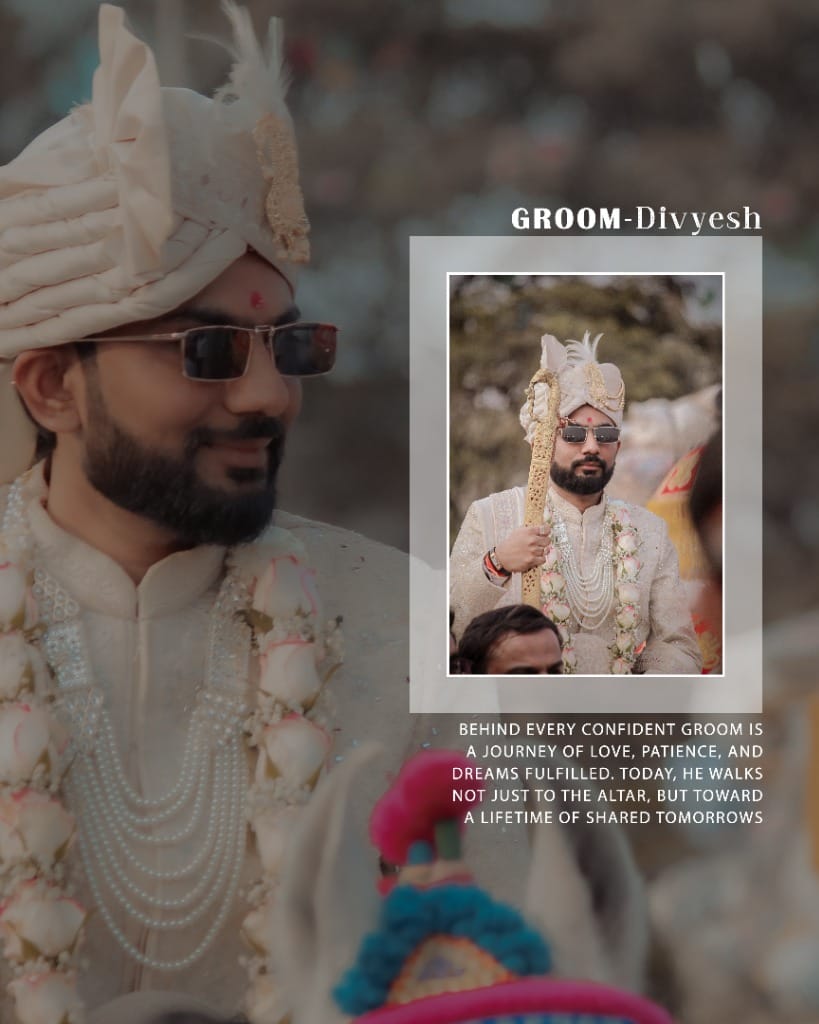 GROOM-Divyesh
BEHIND EVERY CONFIDENT GROOM IS
A JOURNEY OF LOVE, PATIENCE, AND
DREAMS FULFILLED. TODAY, HE WALKS
NOT JUST TO THE ALTAR, BUT TOWARD
A LIFETIME OF SHARED TOMORROWS